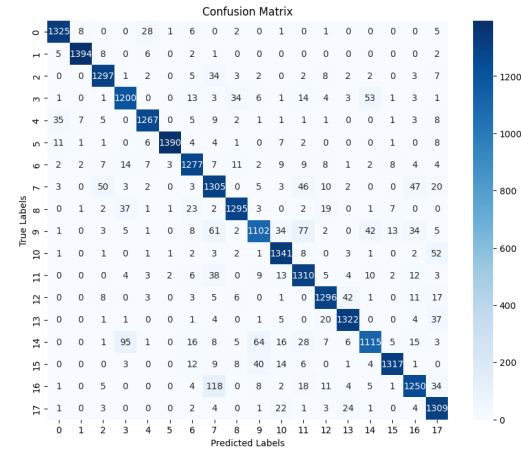 Confusion Matrix
0 1325 8 0 0 28 1 6 0 2 0 1 0 1 0 0 0 0 5
1 5 1394 8 0 6 0 2 1 0 0 0 0 0 0 0 0 0 2
2 0 0 1297 1 2 0 5 34 3 2 0 2 8 2 2 0 3 7
3 1 0 1 1200 0 0 13 3 34 6 1 14 4 3 53 1 3 1
4 35 7 5 0 1267 0 5 9 2 1 1 1 1 0 0 1 3 8
5 11 1 1 0 6 1390 4 4 1 0 7 2 0 0 0 1 0 8
6 2 2 7 14 7 3 1277 7 11 2 9 9 8 1 2 8 4 4
7 3 0 50 3 2 0 3 1305 0 5 3 46 10 2 0 0 47 20
8 0 0 2 37 1 1 23 2 1295 3 0 2 19 0 1 7 0 0
9 1 0 3 5 1 0 8 61 2 1102 34 77 2 0 42 13 34 5
10 0 0 1 1 1 2 3 2 1 2 1341 8 0 3 1 0 2 52
11 0 0 0 4 3 2 6 38 0 9 13 1310 5 4 10 2 12 3
12 0 0 8 0 3 0 3 5 6 0 1 0 1296 42 0 1 11 17
13 0 0 1 1 0 0 1 1 0 0 5 0 20 1322 0 0 4 37
14 0 0 1 95 1 0 16 8 5 64 16 28 7 6 1115 5 15 3
15 0 0 0 0 0 0 12 9 8 40 14 6 0 1 4 1317 1 0
16 1 0 5 0 0 0 4 118 0 8 2 18 11 4 5 1 1250 34
17 1 0 3 0 0 0 2 4 0 1 22 1 3 24 1 0 4 1309
0 1 2 3 4 5 6 7 8 9 10 11 12 13 14 15 16 17
True Labels
Predicted Labels
1200
1000
800
600
400
200
0